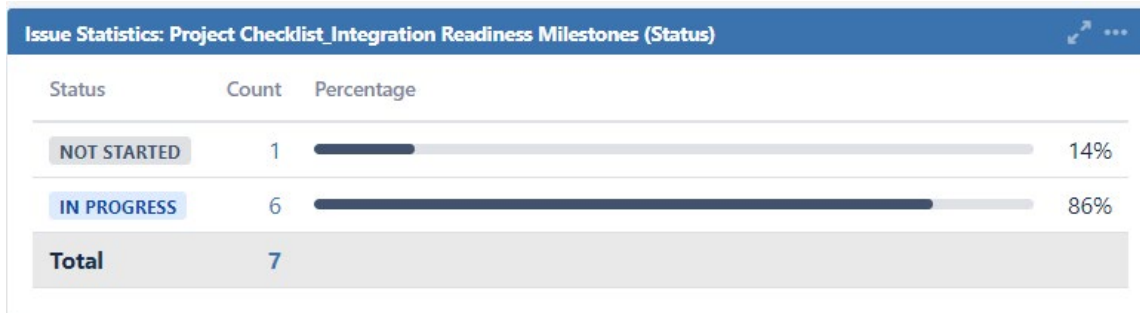 Issue Statistics: Project Checklist_Integration Readiness Milestones (Status)
Status Count Percentage
NOT STARTED 1 14%
IN PROGRESS 6 86%
Total 7